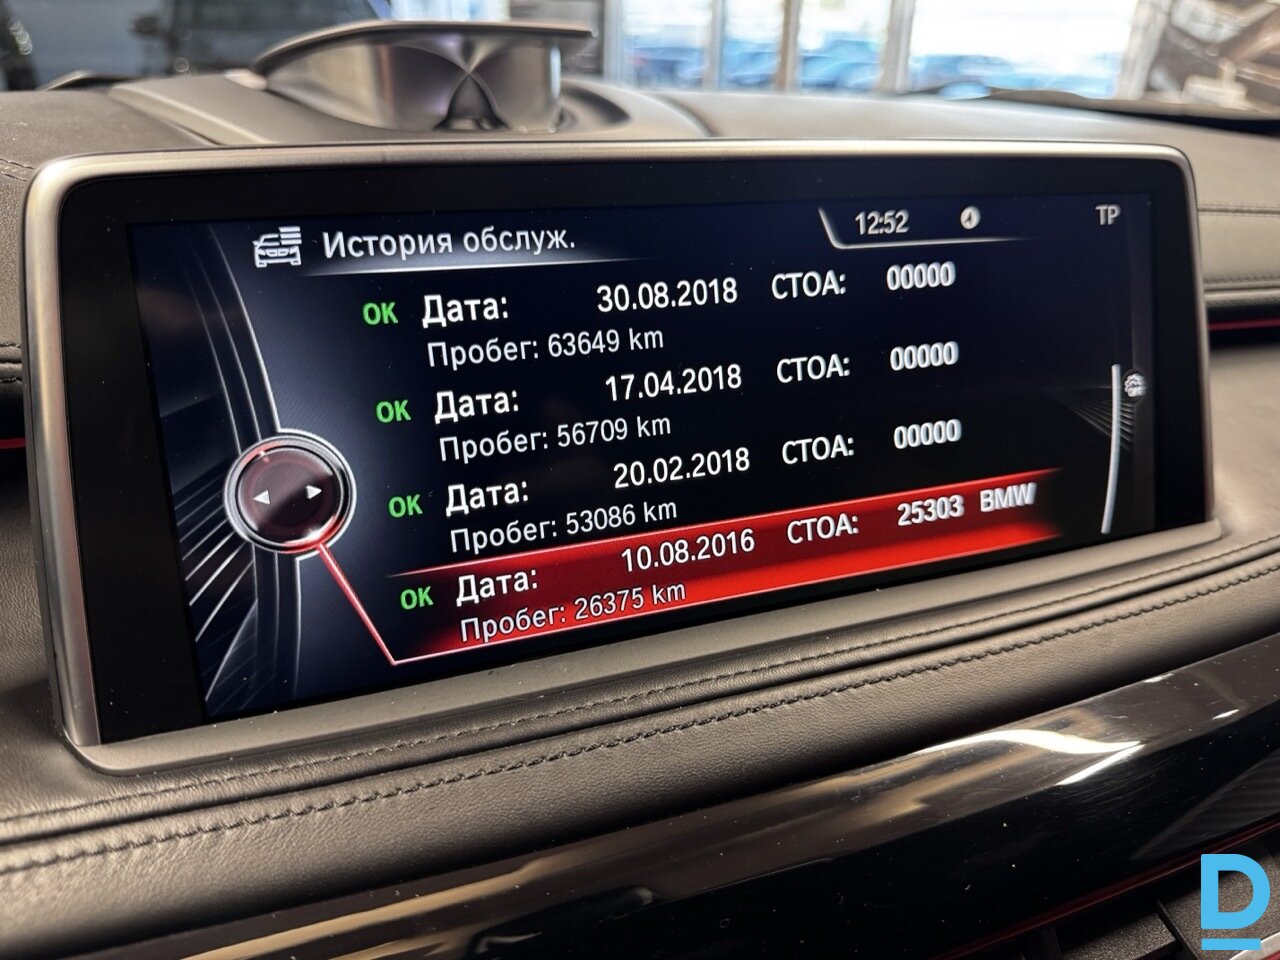 История обслуж.
12:52
TP
OK Дата: 30.08.2018 СТОА: 00000
Пробег: 63649 km
OK Дата: 17.04.2018 СТОА: 00000
Пробег: 56709 km
OK Дата: 20.02.2018 СТОА: 00000
Пробег: 53086 km
OK Дата: 10.08.2016 СТОА: 25303 BMW
Пробег: 26375 km
D